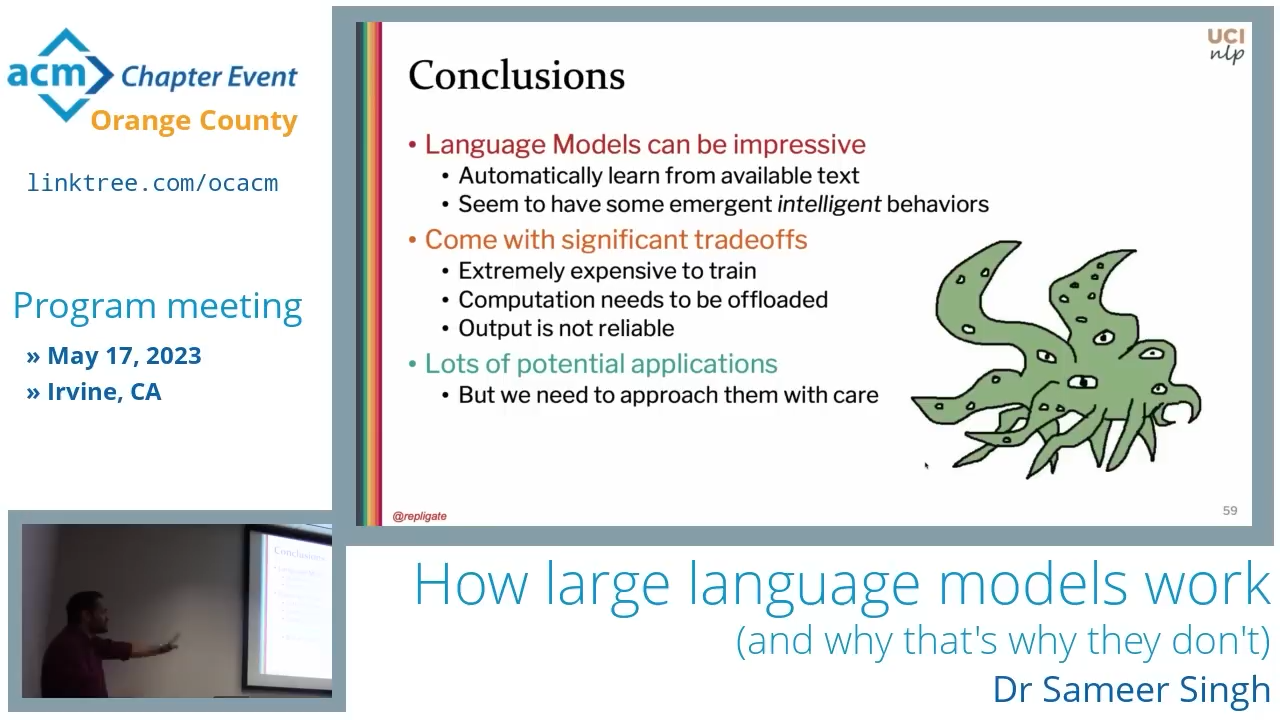 acm Chapter Event
Orange County
linktree.com/ocacm
Program meeting
» May 17, 2023
» Irvine, CA
UCI
nlp
Conclusions
• Language Models can be impressive
• Automatically learn from available text
• Seem to have some emergent intelligent behaviors
• Come with significant tradeoffs
• Extremely expensive to train
• Computation needs to be offloaded
• Output is not reliable
• Lots of potential applications
• But we need to approach them with care
@repligate
59
Conclusions
How large language models work
(and why that's why they don't)
Dr Sameer Singh